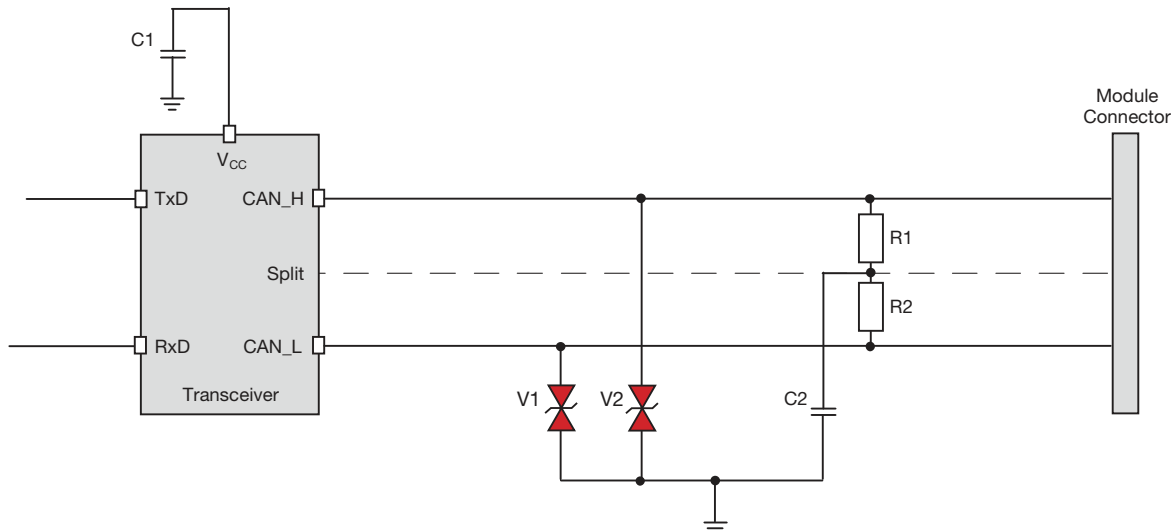 C1
Module
Connector
V_CC
TxD
CAN_H
R1
Split
R2
RxD
CAN_L
V1
V2
C2
Transceiver